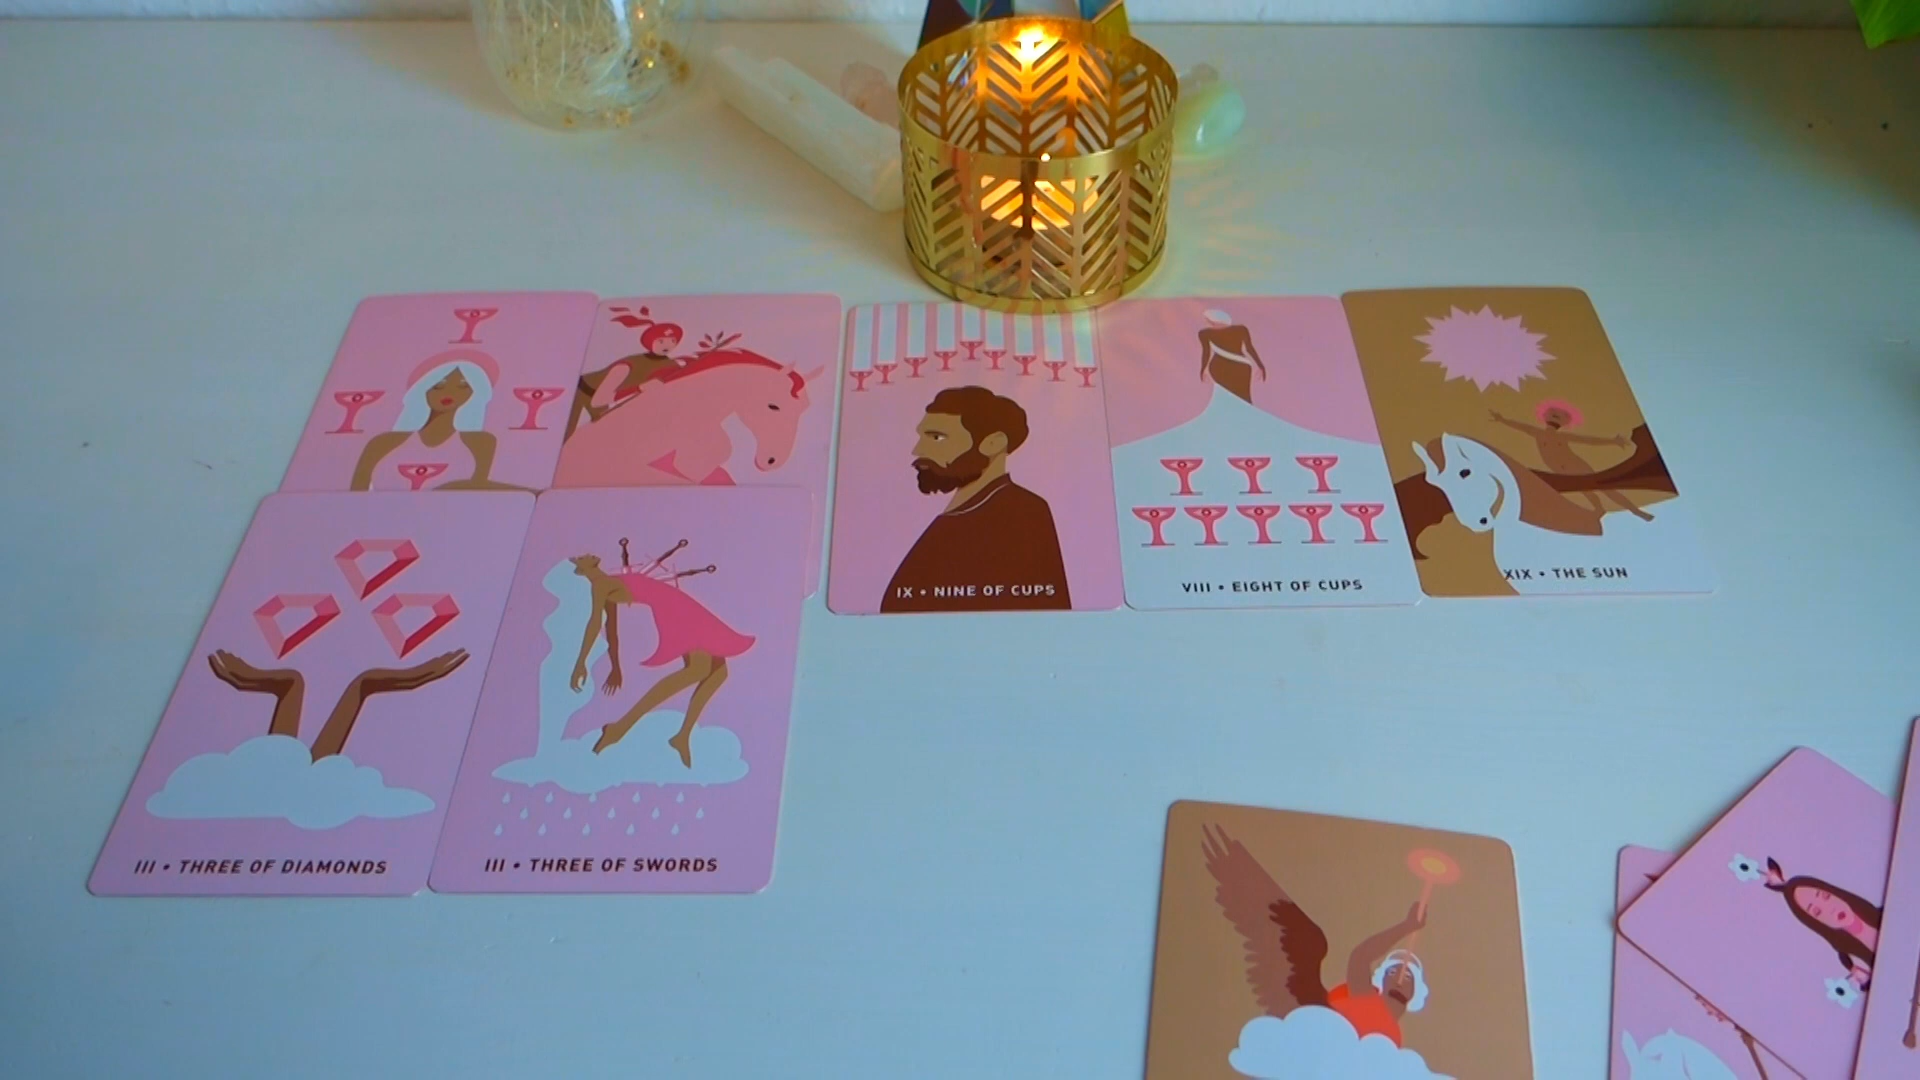 IX • NINE OF CUPS
VIII • EIGHT OF CUPS
XIX • THE SUN
III • THREE OF DIAMONDS
III • THREE OF SWORDS